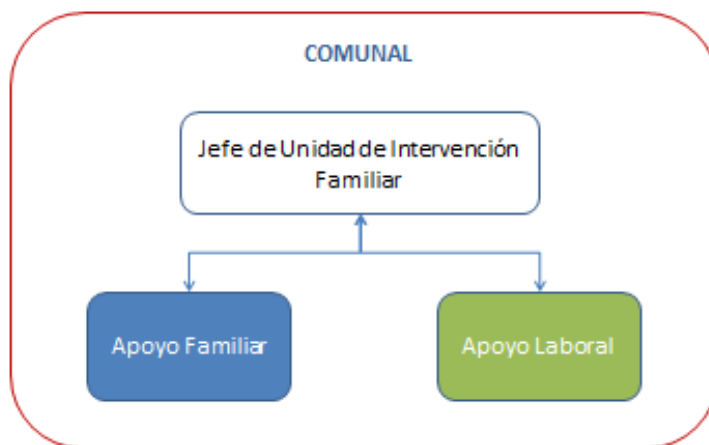 COMUNAL
Jefe de Unidad de Intervención
Familiar
Apoyo Familiar
Apoyo Laboral